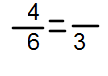 4/6 = /3